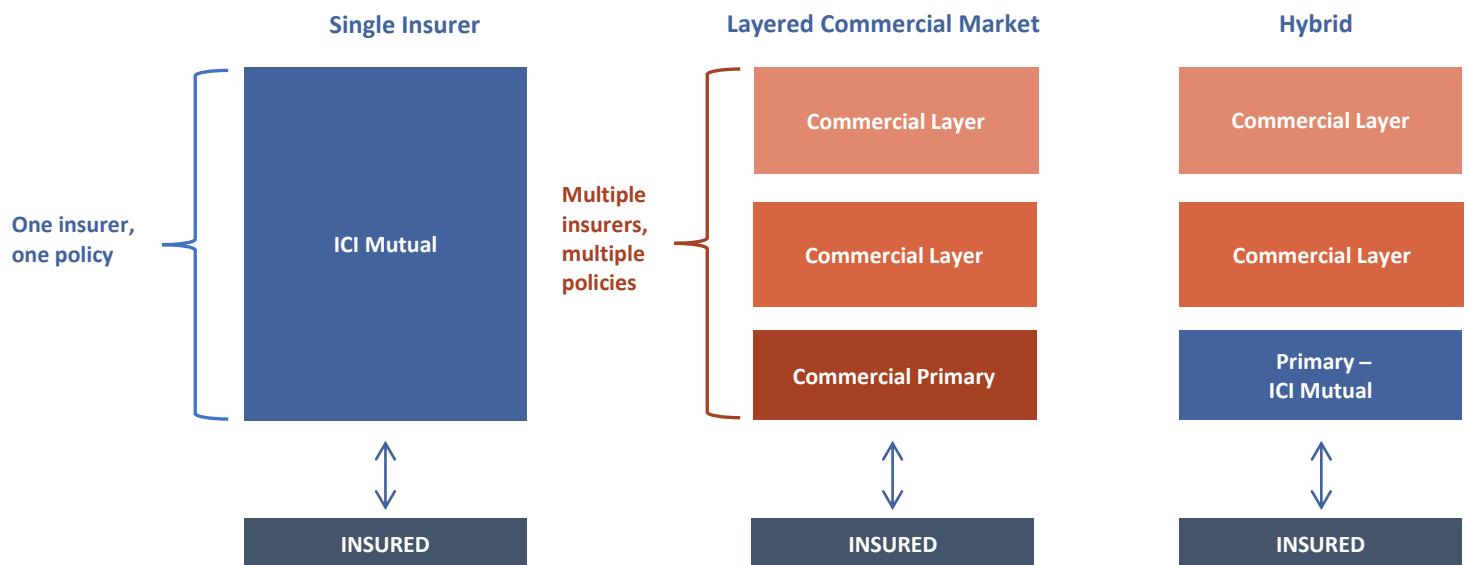 Single Insurer
Layered Commercial Market
Hybrid
One insurer,
one policy
ICI Mutual
Multiple
insurers,
multiple
policies
Commercial Layer
Commercial Layer
Commercial Primary
Commercial Layer
Commercial Layer
Primary –
ICI Mutual
INSURED
INSURED
INSURED